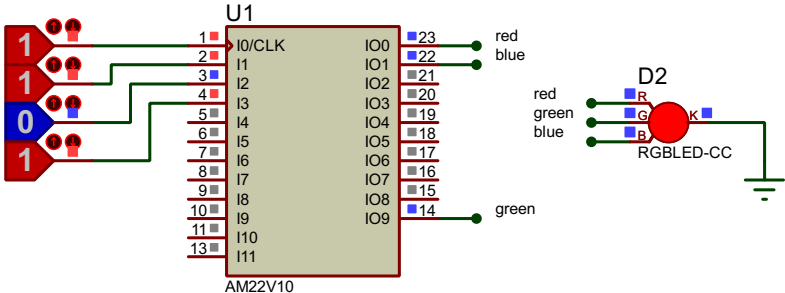 U1
1
1
0
1
1 I0/CLK IO0 23 red
2 I1 IO1 22 blue
3 I2 IO2 21
4 I3 IO3 20
5 I4 IO4 19
6 I5 IO5 18
7 I6 IO6 17
8 I7 IO7 16
9 I8 IO8 15
10 I9 IO9 14 green
11 I10
13 I11
AM22V10
D2
red R
green G K
blue B
RGBLED-CC